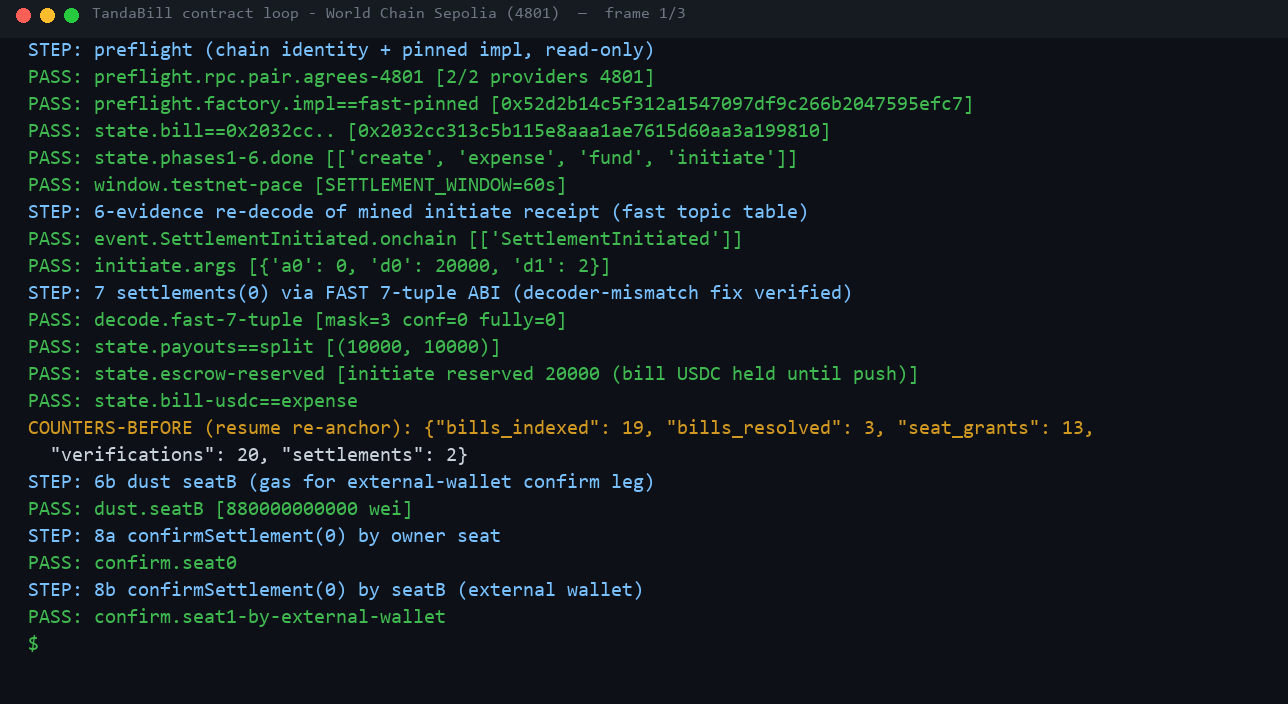 TandaBill contract loop - World Chain Sepolia (4801)  —  frame 1/3
STEP: preflight (chain identity + pinned impl, read-only)
PASS: preflight.rpc.pair.agrees-4801 [2/2 providers 4801]
PASS: preflight.factory.impl==fast-pinned [0x52d2b14c5f312a1547097df9c266b2047595efc7]
PASS: state.bill==0x2032cc.. [0x2032cc313c5b115e8aaa1ae7615d60aa3a199810]
PASS: state.phases1-6.done [['create', 'expense', 'fund', 'initiate']]
PASS: window.testnet-pace [SETTLEMENT_WINDOW=60s]
STEP: 6-evidence re-decode of mined initiate receipt (fast topic table)
PASS: event.SettlementInitiated.onchain [['SettlementInitiated']]
PASS: initiate.args [{'a0': 0, 'd0': 20000, 'd1': 2}]
STEP: 7 settlements(0) via FAST 7-tuple ABI (decoder-mismatch fix verified)
PASS: decode.fast-7-tuple [mask=3 conf=0 fully=0]
PASS: state.payouts==split [(10000, 10000)]
PASS: state.escrow-reserved [initiate reserved 20000 (bill USDC held until push)]
PASS: state.bill-usdc==expense
COUNTERS-BEFORE (resume re-anchor): {"bills_indexed": 19, "bills_resolved": 3, "seat_grants": 13,
"verifications": 20, "settlements": 2}
STEP: 6b dust seatB (gas for external-wallet confirm leg)
PASS: dust.seatB [880000000000 wei]
STEP: 8a confirmSettlement(0) by owner seat
PASS: confirm.seat0
STEP: 8b confirmSettlement(0) by seatB (external wallet)
PASS: confirm.seat1-by-external-wallet
$